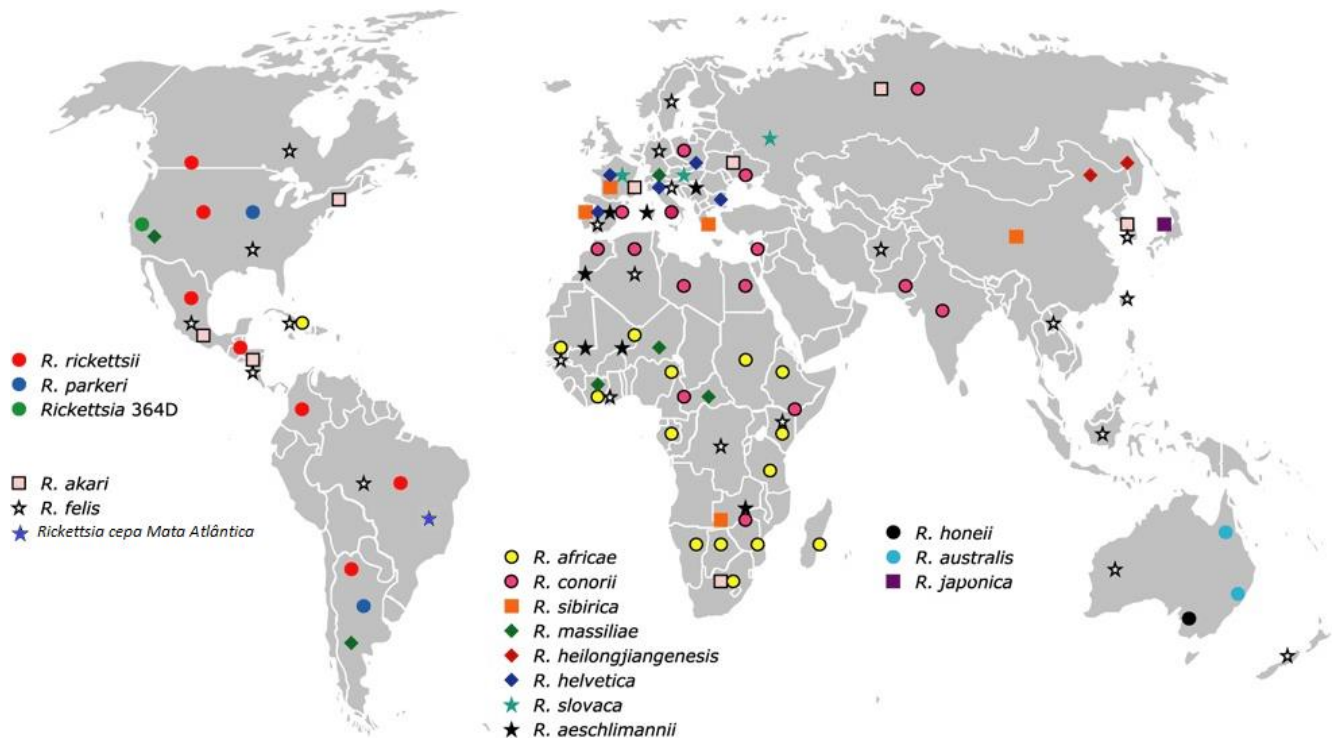 R. rickettsii
R. parkeri
Rickettsia 364D
R. akari
R. felis
Rickettsia cepa Mata Atlântica
R. africae
R. conorii
R. sibirica
R. massiliae
R. heilongjiangenesis
R. helvetica
R. slovaca
R. aeschlimannii
R. honeii
R. australis
R. japonica